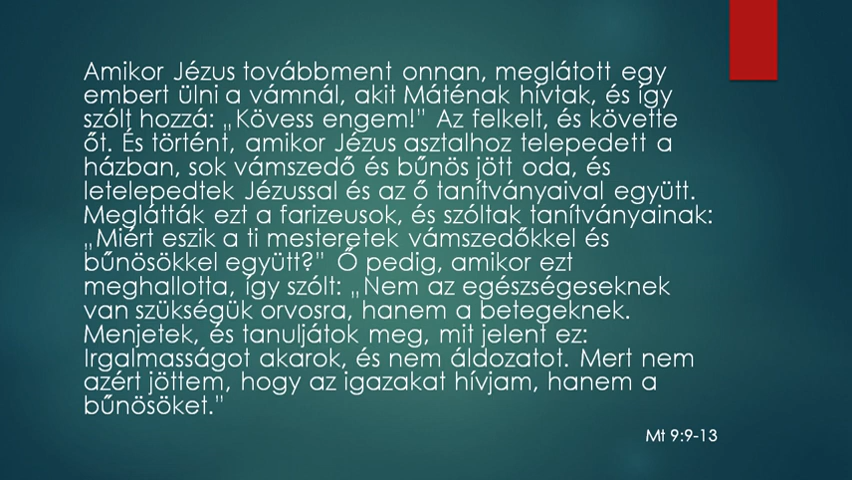 Amikor Jézus továbbment onnan, meglátott egy
embert ülni a vámnál, akit Máténak hívtak, és így
szólt hozzá: „Kövess engem!” Az felkelt, és követte
őt. És történt, amikor Jézus asztalhoz telepedett a
házban, sok vámszedő és bűnös jött oda, és
letelepedtek Jézussal és az ő tanítványaival együtt.
Meglátták ezt a farizeusok, és szóltak tanítványainak:
„Miért eszik a ti mesteretek vámszedőkkel és
bűnösökkel együtt?” Ő pedig, amikor ezt
meghallotta, így szólt: „Nem az egészségeseknek
van szükségük orvosra, hanem a betegeknek.
Menjetek, és tanuljátok meg, mit jelent ez:
Irgalmasságot akarok, és nem áldozatot. Mert nem
azért jöttem, hogy az igazakat hívjam, hanem a
bűnösöket.”
Mt 9:9-13